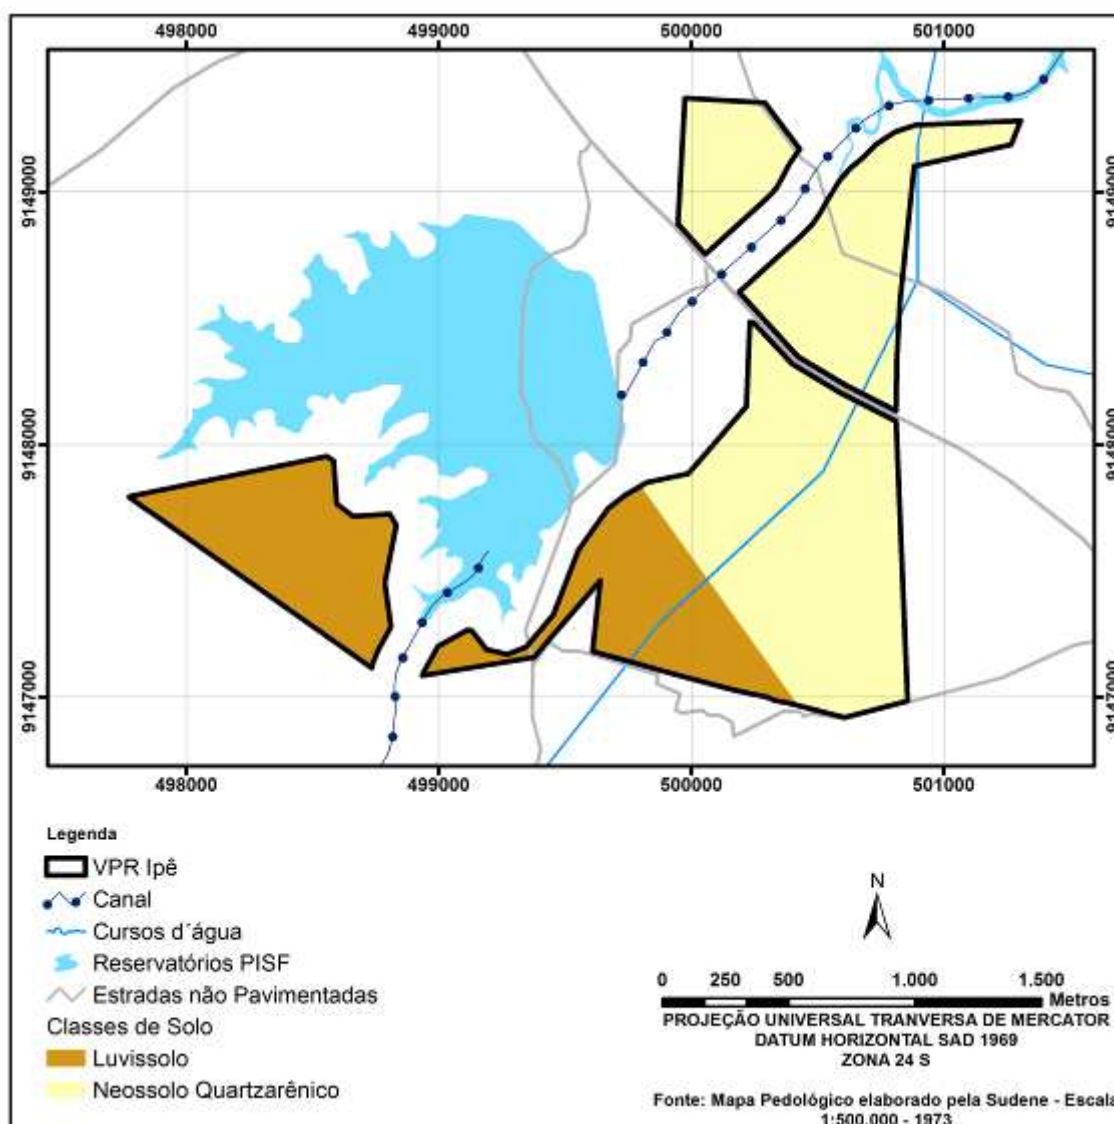 498000 499000 500000 501000
9149000 9149000
9148000 9148000
9147000 9147000
498000 499000 500000 501000
Legenda
VPR Ipê
Canal
Cursos d´água
Reservatórios PISF
Estradas não Pavimentadas
Classes de Solo
Luvissolo
Neossolo Quartzarênico
N
0 250 500 1.000 1.500
Metros
PROJEÇÃO UNIVERSAL TRANVERSA DE MERCATOR
DATUM HORIZONTAL SAD 1969
ZONA 24 S
Fonte: Mapa Pedológico elaborado pela Sudene - Escala
1:500.000 - 1973